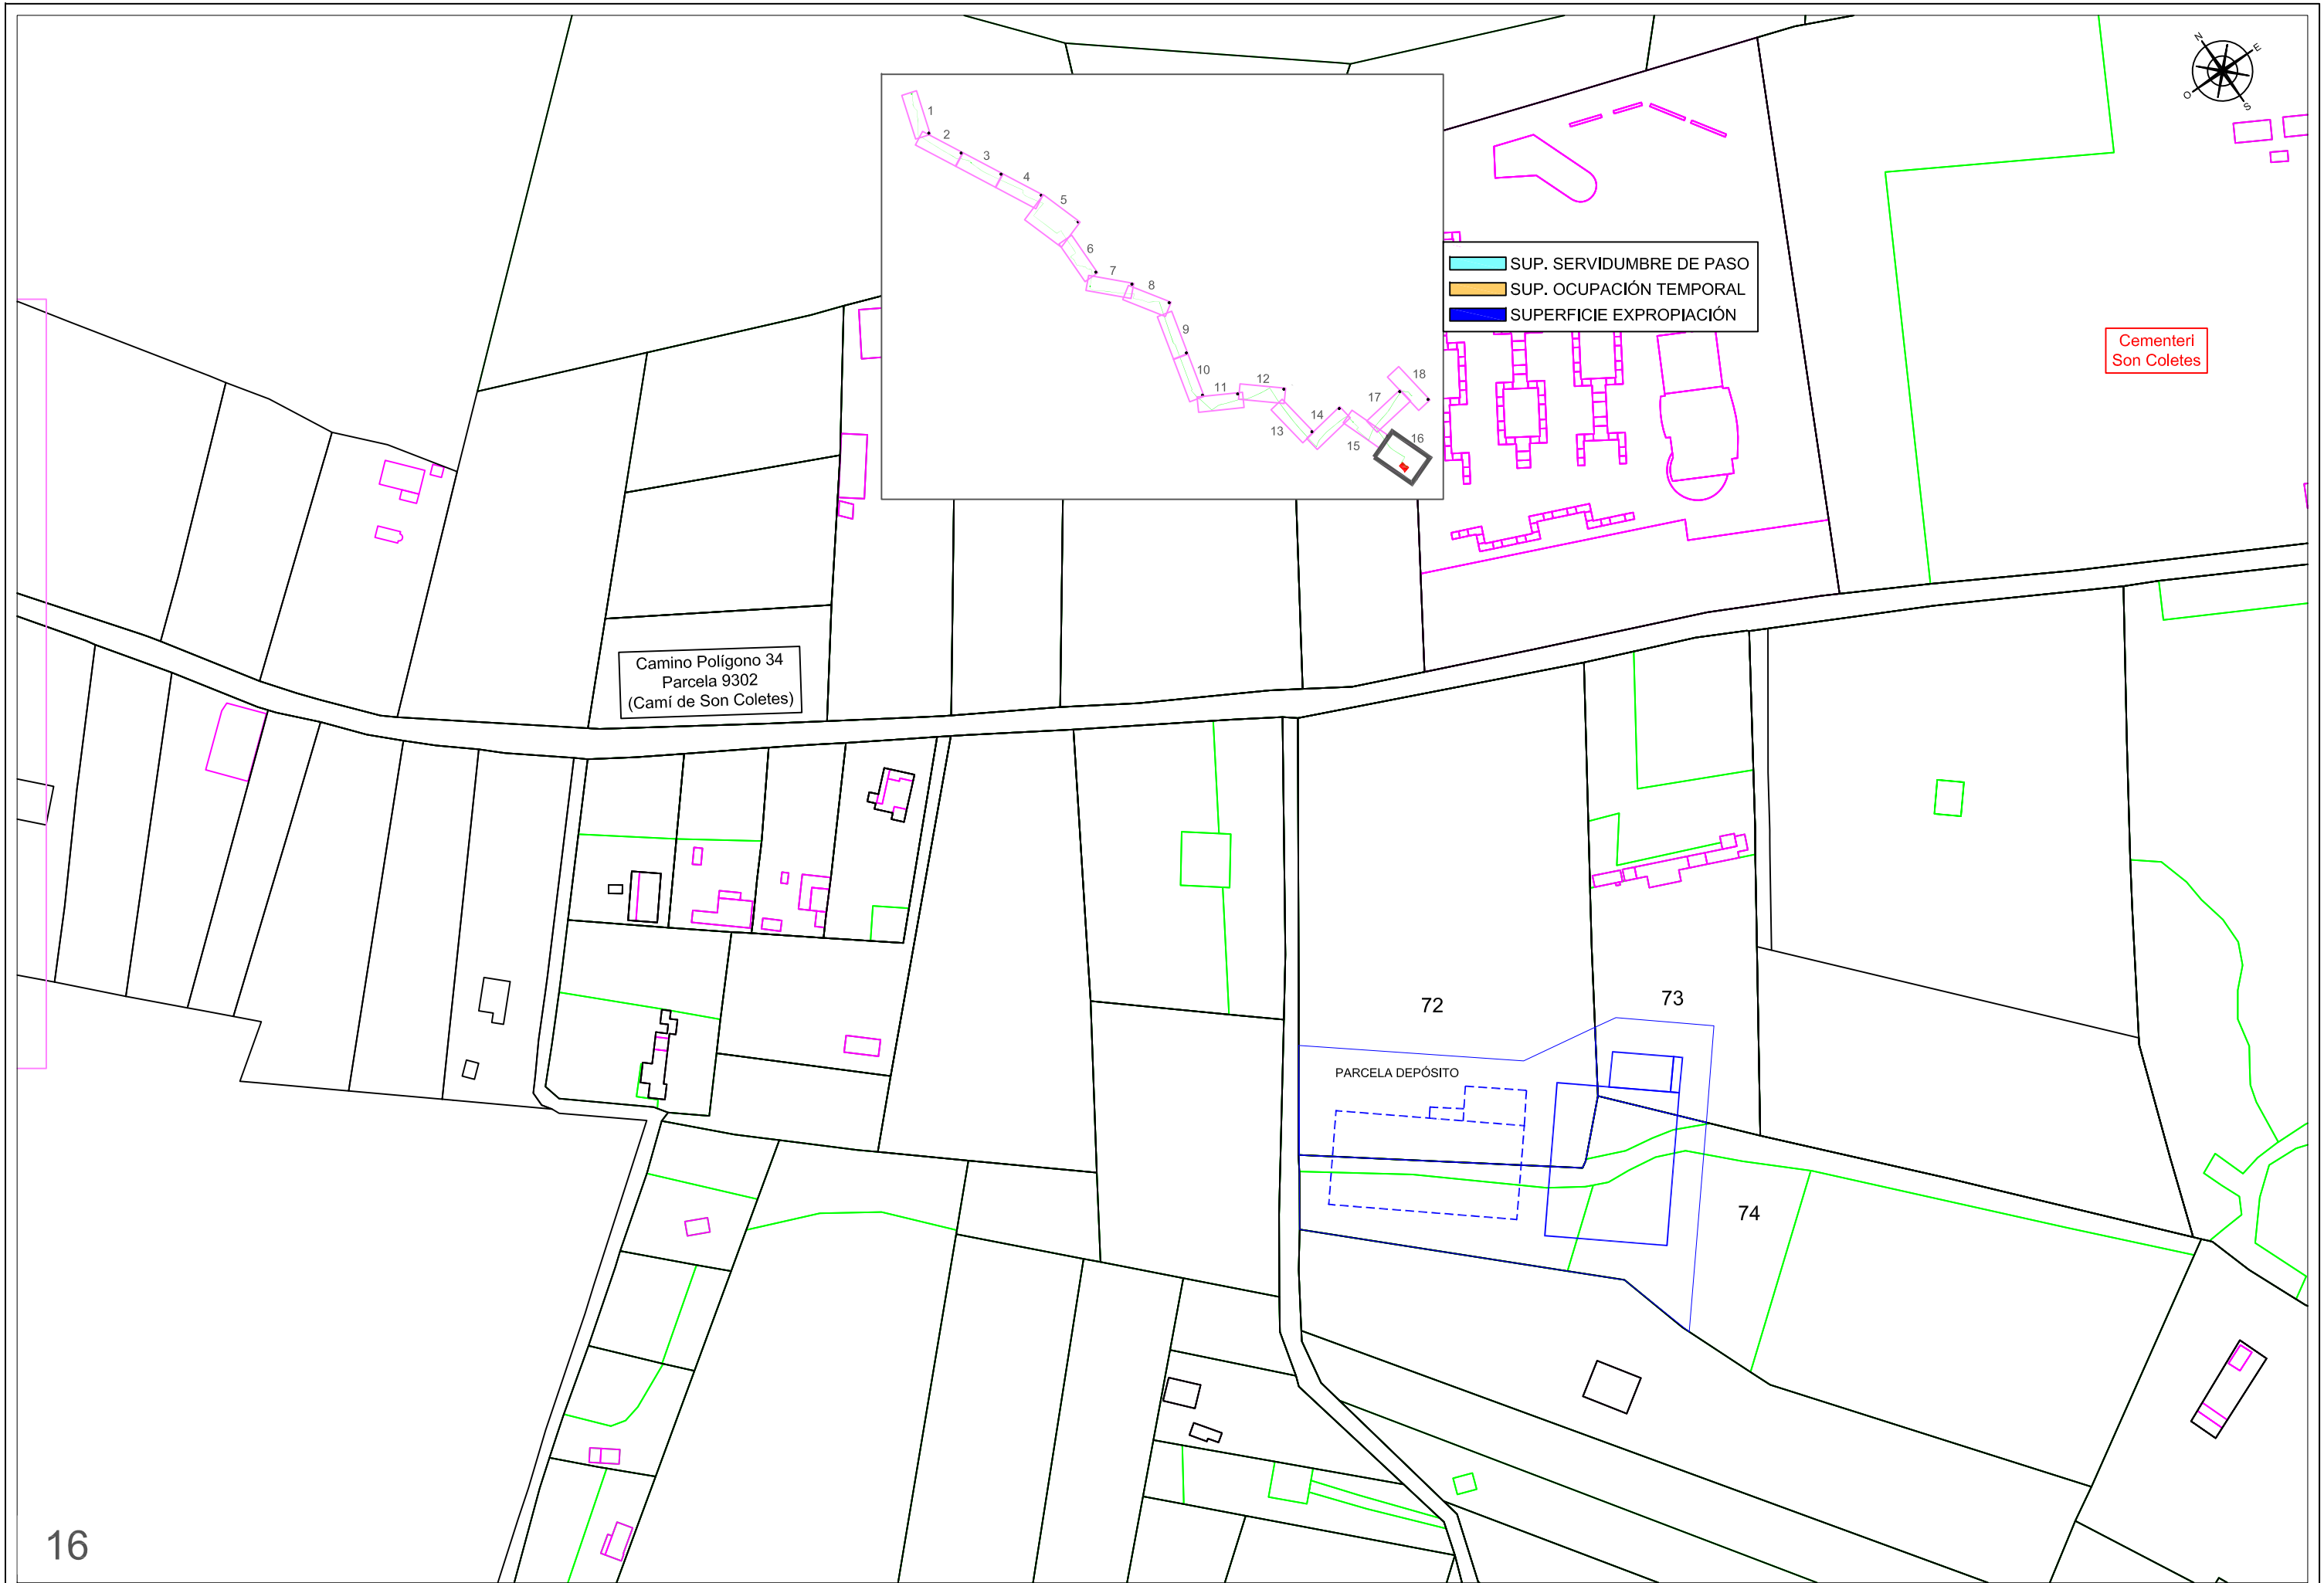 N
E
O
S
1
2
3
4
5
6
7
8
9
10
11
12
13
14
15
16
17
18
SUP. SERVIDUMBRE DE PASO
SUP. OCUPACIÓN TEMPORAL
SUPERFICIE EXPROPIACIÓN
Cementeri
Son Coletes
Camino Polígono 34
Parcela 9302
(Camí de Son Coletes)
72
73
PARCELA DEPÓSITO
74
16